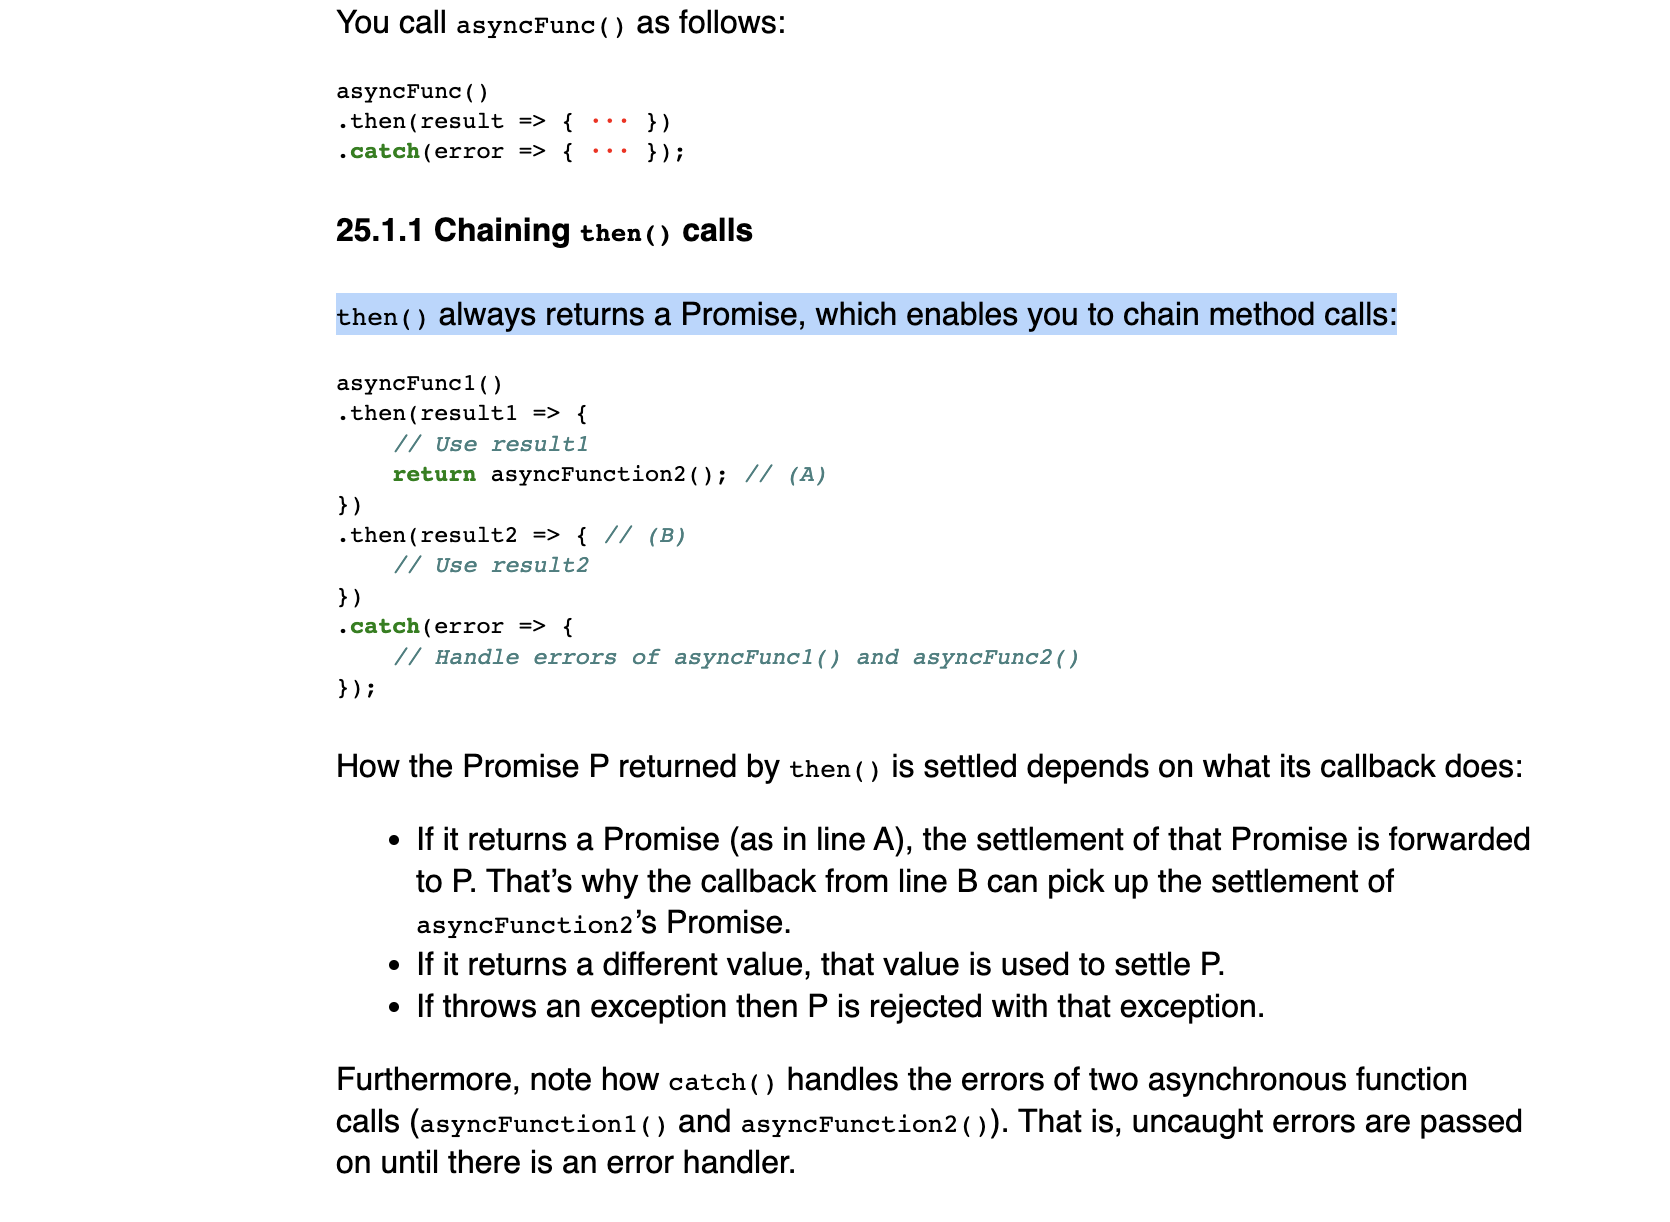 You call asyncFunc() as follows:
asyncFunc()
.then(result => { ··· })
.catch(error => { ··· });
25.1.1 Chaining then() calls
then() always returns a Promise, which enables you to chain method calls:
asyncFunc1()
.then(result1 => {
    // Use result1
    return asyncFunction2(); // (A)
})
.then(result2 => { // (B)
    // Use result2
})
.catch(error => {
    // Handle errors of asyncFunc1() and asyncFunc2()
});
How the Promise P returned by then() is settled depends on what its callback does:
• If it returns a Promise (as in line A), the settlement of that Promise is forwarded
to P. That’s why the callback from line B can pick up the settlement of
asyncFunction2’s Promise.
• If it returns a different value, that value is used to settle P.
• If throws an exception then P is rejected with that exception.
Furthermore, note how catch() handles the errors of two asynchronous function
calls (asyncFunction1() and asyncFunction2()). That is, uncaught errors are passed
on until there is an error handler.